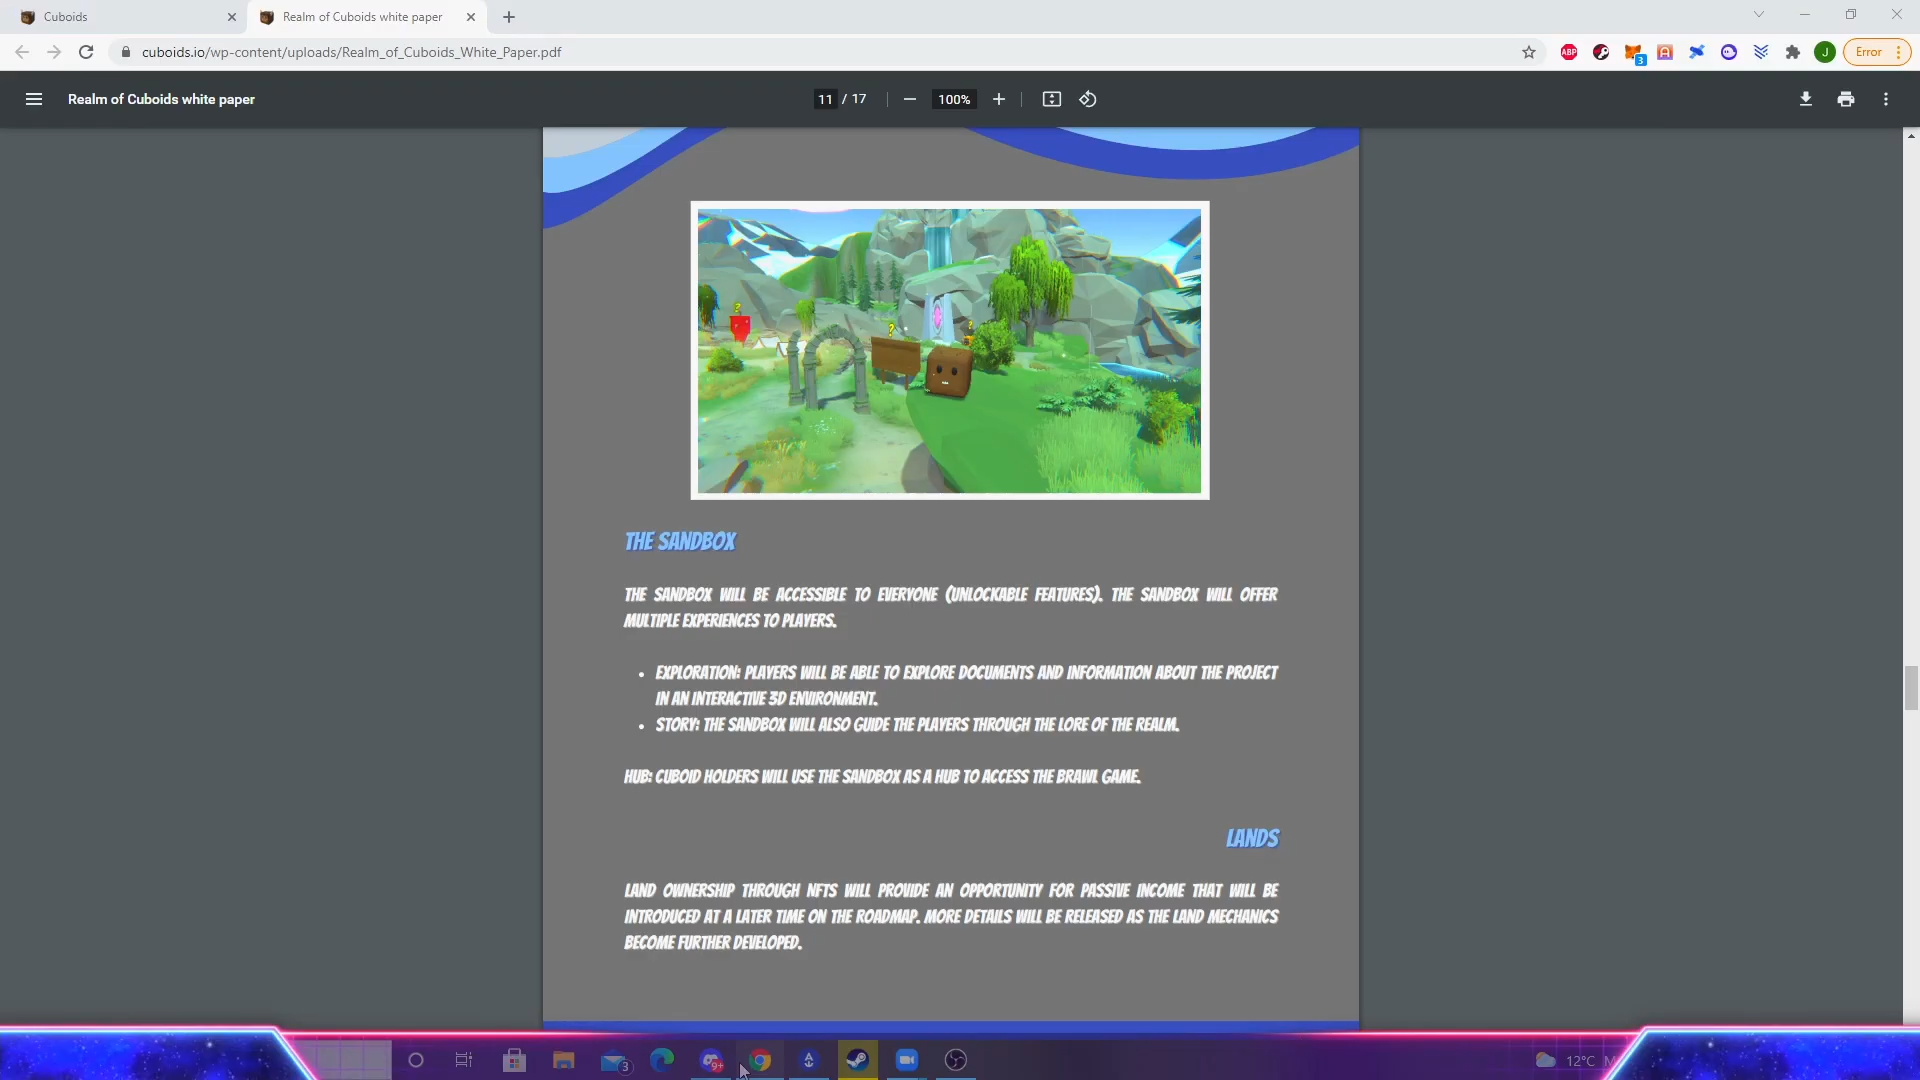 Cuboids
Realm of Cuboids white paper
cuboids.io/wp-content/uploads/Realm_of_Cuboids_White_Paper.pdf
ABP
3
J
Error
Realm of Cuboids white paper
11 / 17
100%
THE SANDBOX
THE SANDBOX WILL BE ACCESSIBLE TO EVERYONE (UNLOCKABLE FEATURES). THE SANDBOX WILL OFFER
MULTIPLE EXPERIENCES TO PLAYERS.
• EXPLORATION: PLAYERS WILL BE ABLE TO EXPLORE DOCUMENTS AND INFORMATION ABOUT THE PROJECT
IN AN INTERACTIVE 3D ENVIRONMENT.
• STORY: THE SANDBOX WILL ALSO GUIDE THE PLAYERS THROUGH THE LORE OF THE REALM.
HUB: CUBOID HOLDERS WILL USE THE SANDBOX AS A HUB TO ACCESS THE BRAWL GAME.
LANDS
LAND OWNERSHIP THROUGH NFTS WILL PROVIDE AN OPPORTUNITY FOR PASSIVE INCOME THAT WILL BE
INTRODUCED AT A LATER TIME ON THE ROADMAP. MORE DETAILS WILL BE RELEASED AS THE LAND MECHANICS
BECOME FURTHER DEVELOPED.
3
9+
12°C